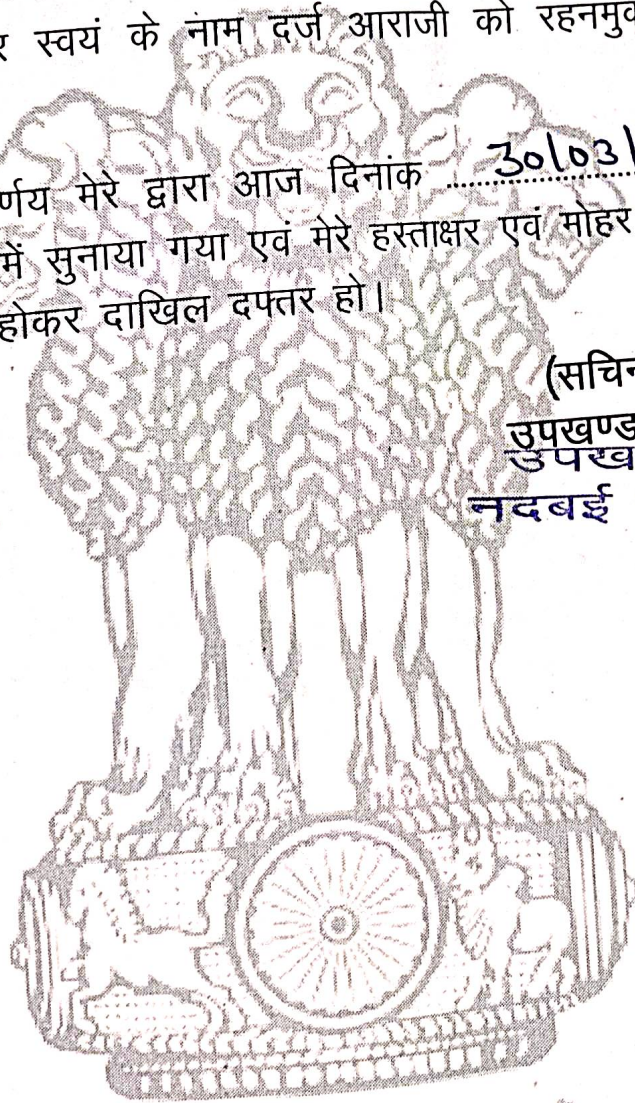 र स्वयं के नाम दर्ज आराजी को रहनमुक
र्णय मेरे द्वारा आज दिनांक 30/03/
में सुनाया गया एवं मेरे हस्ताक्षर एवं मोहर
होकर दाखिल दफ्तर हो।
(सचिन
उपखण्ड
उपख
नदबई